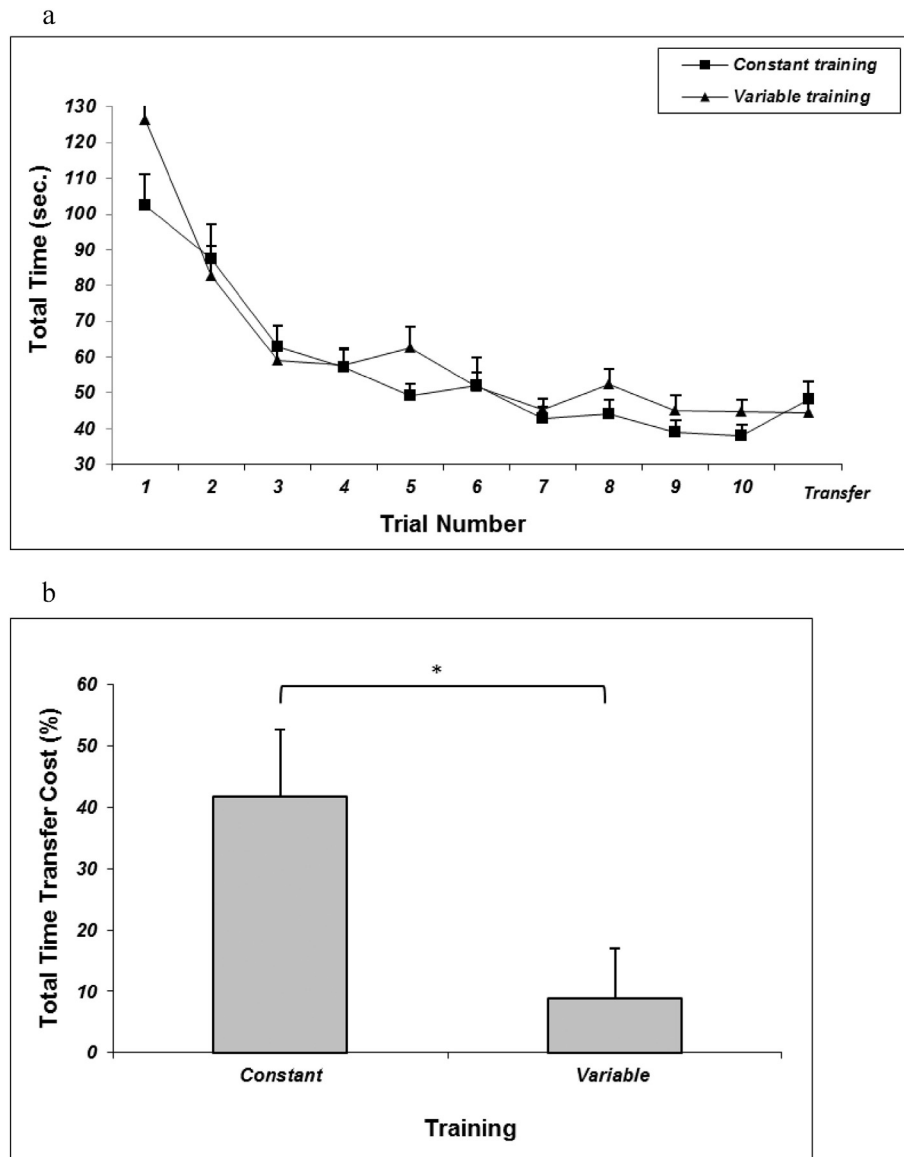 a
Constant training
Variable training
130
120
110
100
90
80
70
60
50
40
30
Total Time (sec.)
1 2 3 4 5 6 7 8 9 10 Transfer
Trial Number
b
*
60
50
40
30
20
10
0
Total Time Transfer Cost (%)
Constant Variable
Training